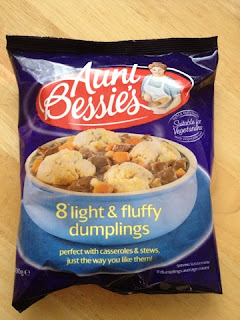 Aunt
Bessie's
Suitable for
Vegetarians
8 light & fluffy
dumplings
perfect with casseroles & stews,
just the way you like them!